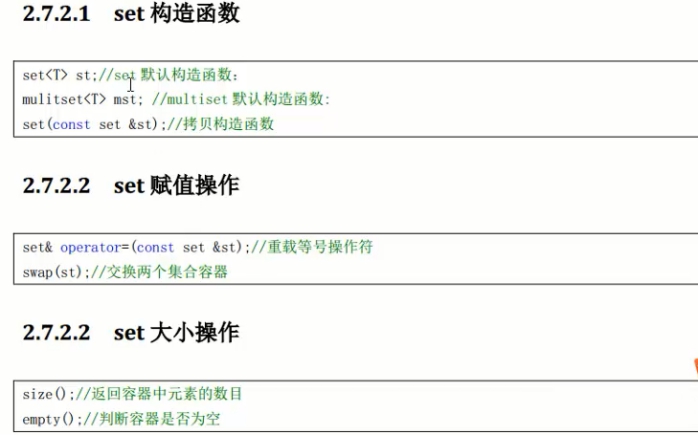 2.7.2.1 set 构造函数
set<T> st;//set 默认构造函数：
mulitset<T> mst; //multiset 默认构造函数:
set(const set &st);//拷贝构造函数
2.7.2.2 set 赋值操作
set& operator=(const set &st);//重载等号操作符
swap(st);//交换两个集合容器
2.7.2.2 set 大小操作
size();//返回容器中元素的数目
empty();//判断容器是否为空